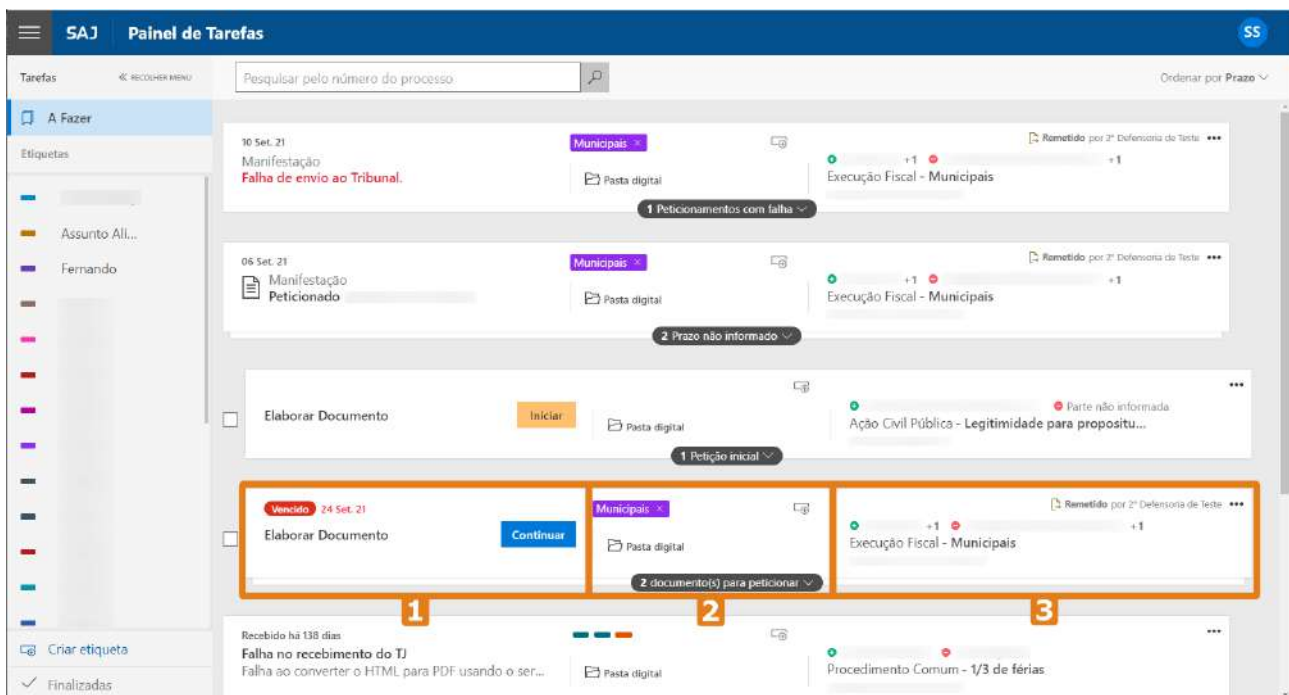 SAJ Painel de Tarefas SS
Tarefas RECOLHER MENU Pesquisar pelo número do processo Ordenar por Prazo
A Fazer
Etiquetas
Assunto Ali...
Fernando
Criar etiqueta
Finalizadas
10 Set. 21 Municipais × Remetido por 2ª Defensoria de Teste •••
Manifestação +1 +1
Falha de envio ao Tribunal. Pasta digital Execução Fiscal - Municipais
1 Peticionamentos com falha
06 Set. 21 Municipais × Remetido por 2ª Defensoria de Teste •••
Manifestação +1 +1
Peticionado Pasta digital Execução Fiscal - Municipais
2 Prazo não informado
•••
Parte não informada
Elaborar Documento Iniciar Pasta digital Ação Civil Pública - Legitimidade para propositu...
1 Petição inicial
Vencido 24 Set. 21 Municipais × Remetido por 2ª Defensoria de Teste •••
+1 +1
Elaborar Documento Continuar Pasta digital Execução Fiscal - Municipais
2 documento(s) para peticionar
1 2 3
Recebido há 138 dias •••
Falha no recebimento do TJ
Falha ao converter o HTML para PDF usando o ser... Pasta digital Procedimento Comum - 1/3 de férias